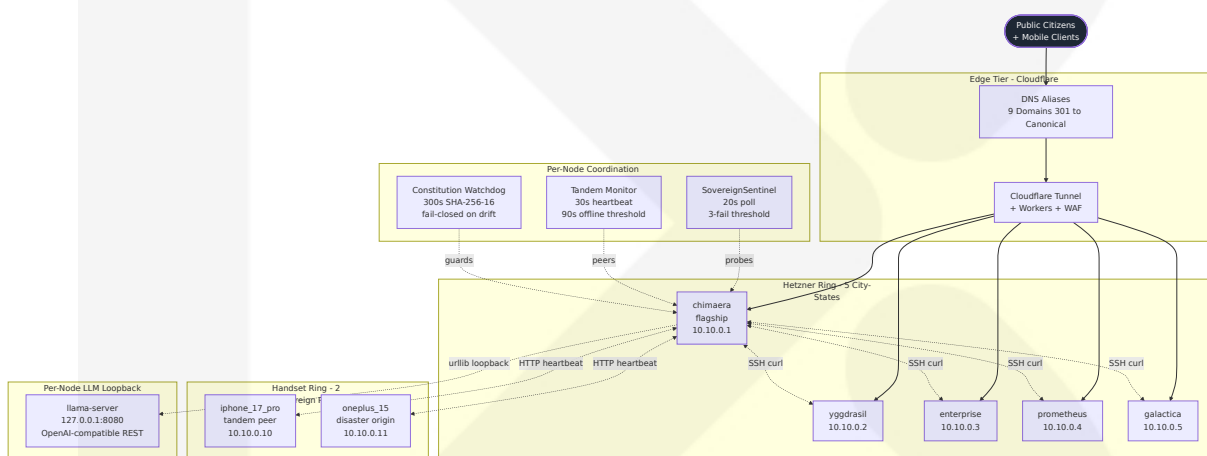 Public Citizens
+ Mobile Clients
Edge Tier - Cloudflare
DNS Aliases
9 Domains 301 to
Canonical
Cloudflare Tunnel
+ Workers + WAF
Per-Node Coordination
Constitution Watchdog
300s SHA-256-16
fail-closed on drift
Tandem Monitor
30s heartbeat
90s offline threshold
SovereignSentinel
20s poll
3-fail threshold
guards
peers
probes
Hetzner Ring - 5 City-
States
chimaera
flagship
10.10.0.1
urllib loopback
HTTP heartbeat
HTTP heartbeat
SSH curl
SSH curl
SSH curl
SSH curl
Per-Node LLM Loopback
llama-server
127.0.0.1:8080
OpenAI-compatible REST
Handset Ring - 2
iphone_17_pro
tandem peer
10.10.0.10
oneplus_15
disaster origin
10.10.0.11
yggdrasil
10.10.0.2
enterprise
10.10.0.3
prometheus
10.10.0.4
galactica
10.10.0.5